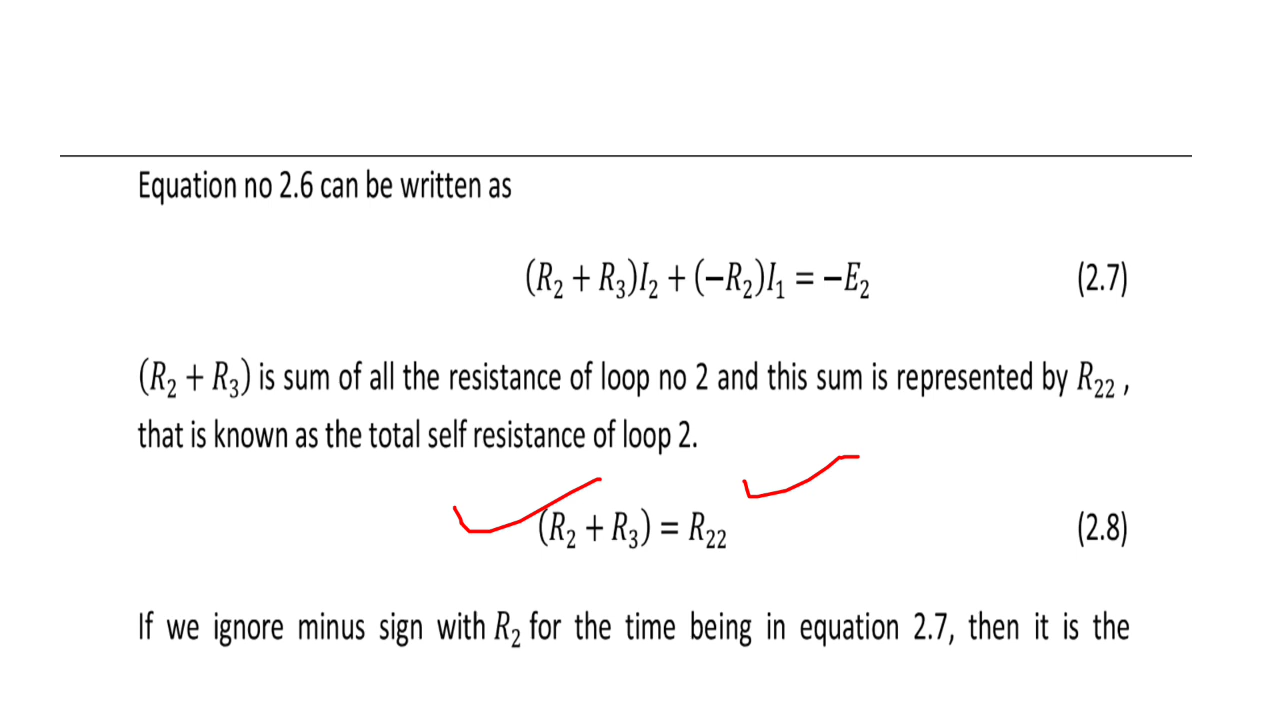 Equation no 2.6 can be written as
(R₂ + R₃)I₂ + (−R₂)I₁ = −E₂ (2.7)
(R₂ + R₃) is sum of all the resistance of loop no 2 and this sum is represented by R₂₂ ,
that is known as the total self resistance of loop 2.
(R₂ + R₃) = R₂₂ (2.8)
If we ignore minus sign with R₂ for the time being in equation 2.7, then it is the